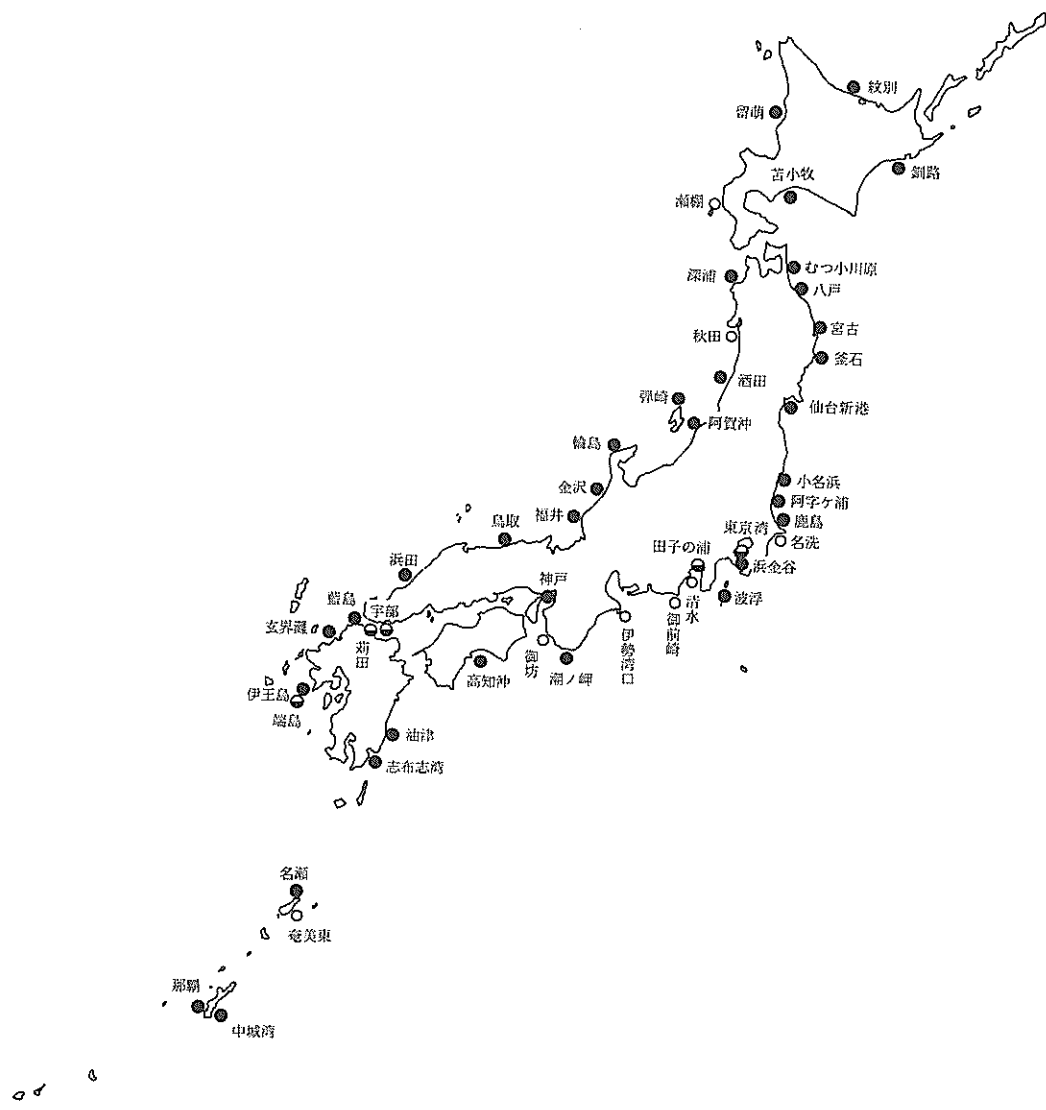 紋別
留萌
釧路
苫小牧
瀬棚
むつ小川原
深浦
八戸
宮古
秋田
釜石
酒田
弾崎
仙台新港
阿賀沖
輪島
小名浜
金沢
阿字ケ浦
福井
鹿島
鳥取
東京湾
名洗
田子の浦
浜金谷
浜田
神戸
清水
波浮
御前崎
藍島
宇部
伊勢湾口
玄界灘
苅田
御坊
潮ノ岬
高知沖
伊王島
端島
油津
志布志湾
名瀬
奄美東
那覇
中城湾